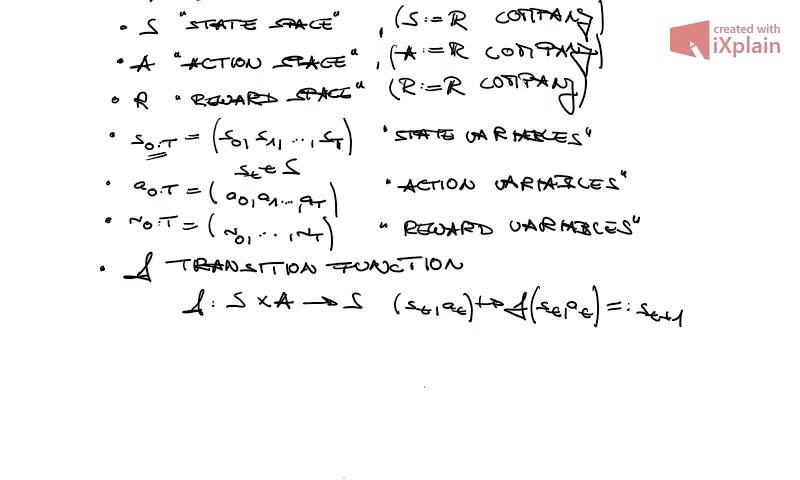 • S "STATE SPACE", (S := ℝ COMPANY)
• A "ACTION SPACE", (A := ℝ COMPANY)
• R "REWARD SPACE" (R := ℝ COMPANY)
• s₀:T = (s₀, s₁, ..., sT) "STATE VARIABLES"
sₜ ∈ S
• a₀:T = (a₀, a₁ ..., aT) "ACTION VARIABLES"
• r₀:T = (r₀, ..., rT) "REWARD VARIABLES"
• f TRANSITION FUNCTION
f : S × A → S (sₜ, aₜ) ↦ f(sₜ, aₜ) =: sₜ₊₁
created with
iXplain